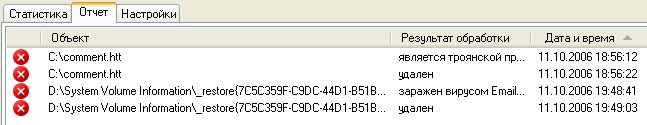 Статистика Отчет Настройки
Объект Результат обработки Дата и время
C:\comment.htt является троянской пр... 11.10.2006 18:56:12
C:\comment.htt удален 11.10.2006 18:56:22
D:\System Volume Information\_restore{7C5C359F-C9DC-44D1-B51B... заражен вирусом Email... 11.10.2006 19:48:41
D:\System Volume Information\_restore{7C5C359F-C9DC-44D1-B51B... удален 11.10.2006 19:49:03